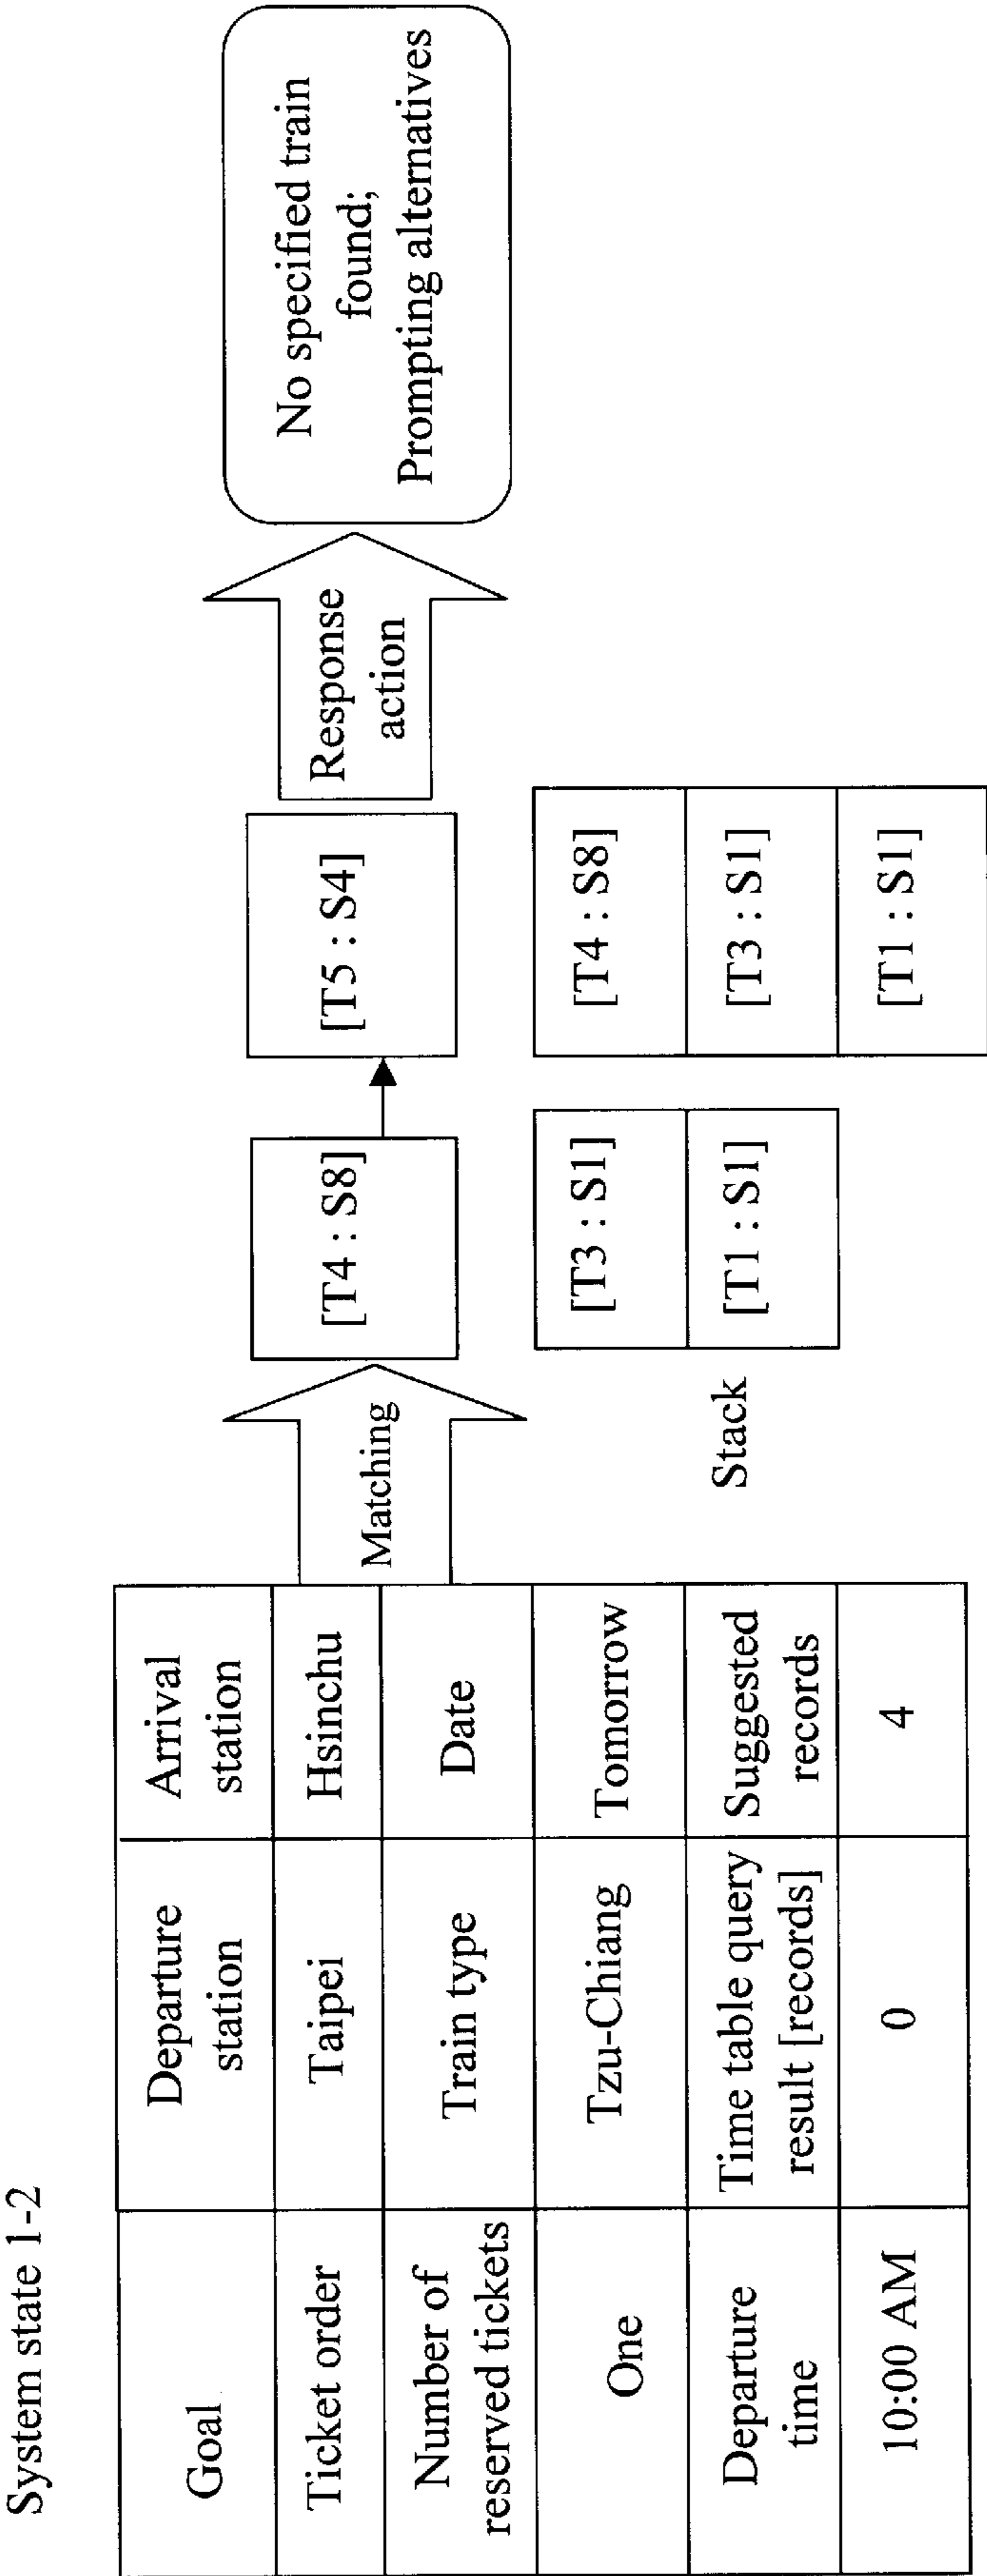 System state 1-2
Goal
Departure
station
Arrival
station
Ticket order
Taipei
Hsinchu
Number of
reserved tickets
Train type
Date
One
Tzu-Chiang
Tomorrow
Departure
time
Time table query
result [records]
Suggested
records
10:00 AM
0
4
Matching
[T4 : S8]
[T5 : S4]
Response
action
No specified train
found;
Prompting alternatives
Stack
[T3 : S1]
[T1 : S1]
[T4 : S8]
[T3 : S1]
[T1 : S1]